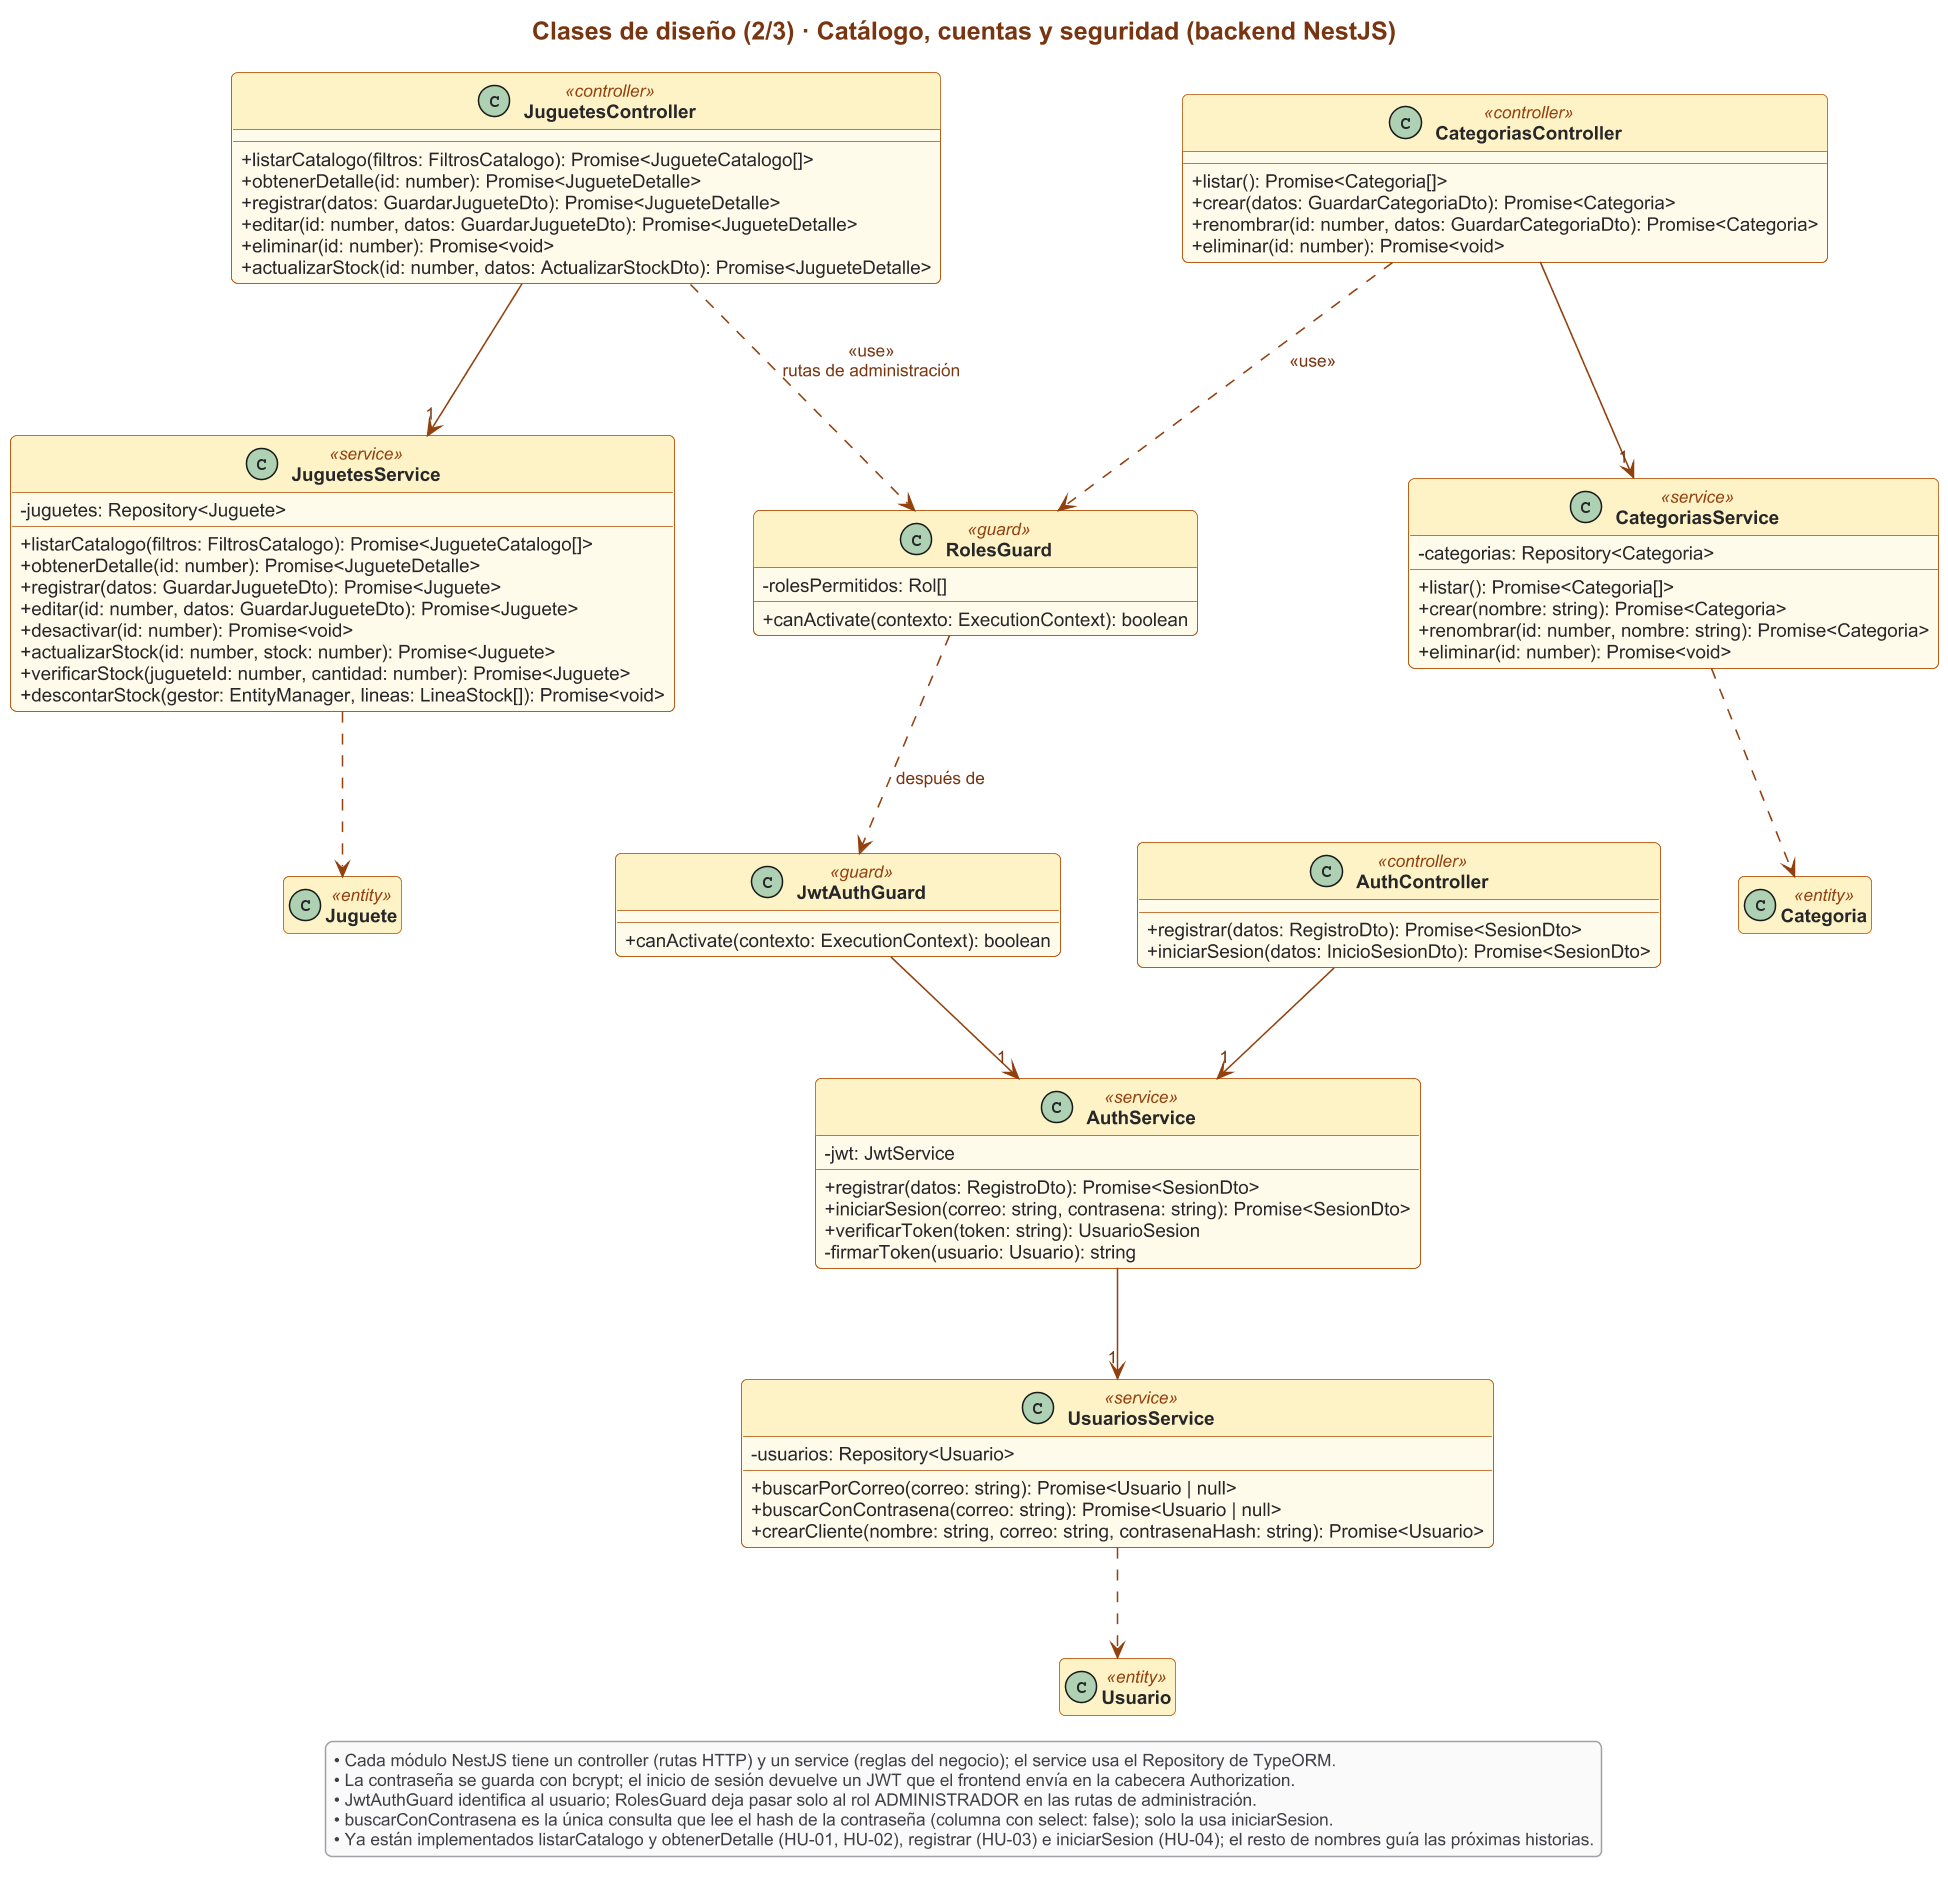 Clases de diseño (2/3) · Catálogo, cuentas y seguridad (backend NestJS)
C
«controller»
JuguetesController
+listarCatalogo(filtros: FiltrosCatalogo): Promise<JugueteCatalogo[]>
+obtenerDetalle(id: number): Promise<JugueteDetalle>
+registrar(datos: GuardarJugueteDto): Promise<JugueteDetalle>
+editar(id: number, datos: GuardarJugueteDto): Promise<JugueteDetalle>
+eliminar(id: number): Promise<void>
+actualizarStock(id: number, datos: ActualizarStockDto): Promise<JugueteDetalle>
C
«controller»
CategoriasController
+listar(): Promise<Categoria[]>
+crear(datos: GuardarCategoriaDto): Promise<Categoria>
+renombrar(id: number, datos: GuardarCategoriaDto): Promise<Categoria>
+eliminar(id: number): Promise<void>
«use»
rutas de administración
«use»
1
1
C
«service»
JuguetesService
-juguetes: Repository<Juguete>
+listarCatalogo(filtros: FiltrosCatalogo): Promise<JugueteCatalogo[]>
+obtenerDetalle(id: number): Promise<JugueteDetalle>
+registrar(datos: GuardarJugueteDto): Promise<Juguete>
+editar(id: number, datos: GuardarJugueteDto): Promise<Juguete>
+desactivar(id: number): Promise<void>
+actualizarStock(id: number, stock: number): Promise<Juguete>
+verificarStock(jugueteId: number, cantidad: number): Promise<Juguete>
+descontarStock(gestor: EntityManager, lineas: LineaStock[]): Promise<void>
C
«guard»
RolesGuard
-rolesPermitidos: Rol[]
+canActivate(contexto: ExecutionContext): boolean
C
«service»
CategoriasService
-categorias: Repository<Categoria>
+listar(): Promise<Categoria[]>
+crear(nombre: string): Promise<Categoria>
+renombrar(id: number, nombre: string): Promise<Categoria>
+eliminar(id: number): Promise<void>
después de
C
«entity»
Juguete
C
«guard»
JwtAuthGuard
+canActivate(contexto: ExecutionContext): boolean
C
«controller»
AuthController
+registrar(datos: RegistroDto): Promise<SesionDto>
+iniciarSesion(datos: InicioSesionDto): Promise<SesionDto>
C
«entity»
Categoria
1
1
C
«service»
AuthService
-jwt: JwtService
+registrar(datos: RegistroDto): Promise<SesionDto>
+iniciarSesion(correo: string, contrasena: string): Promise<SesionDto>
+verificarToken(token: string): UsuarioSesion
-firmarToken(usuario: Usuario): string
1
C
«service»
UsuariosService
-usuarios: Repository<Usuario>
+buscarPorCorreo(correo: string): Promise<Usuario | null>
+buscarConContrasena(correo: string): Promise<Usuario | null>
+crearCliente(nombre: string, correo: string, contrasenaHash: string): Promise<Usuario>
C
«entity»
Usuario
• Cada módulo NestJS tiene un controller (rutas HTTP) y un service (reglas del negocio); el service usa el Repository de TypeORM.
• La contraseña se guarda con bcrypt; el inicio de sesión devuelve un JWT que el frontend envía en la cabecera Authorization.
• JwtAuthGuard identifica al usuario; RolesGuard deja pasar solo al rol ADMINISTRADOR en las rutas de administración.
• buscarConContrasena es la única consulta que lee el hash de la contraseña (columna con select: false); solo la usa iniciarSesion.
• Ya están implementados listarCatalogo y obtenerDetalle (HU-01, HU-02), registrar (HU-03) e iniciarSesion (HU-04); el resto de nombres guía las próximas historias.